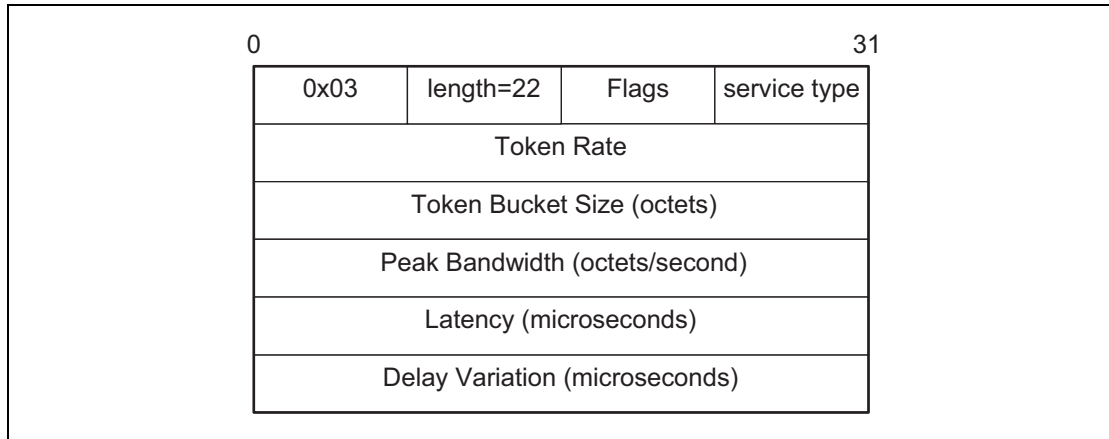 0 31
0x03 length=22 Flags service type
Token Rate
Token Bucket Size (octets)
Peak Bandwidth (octets/second)
Latency (microseconds)
Delay Variation (microseconds)